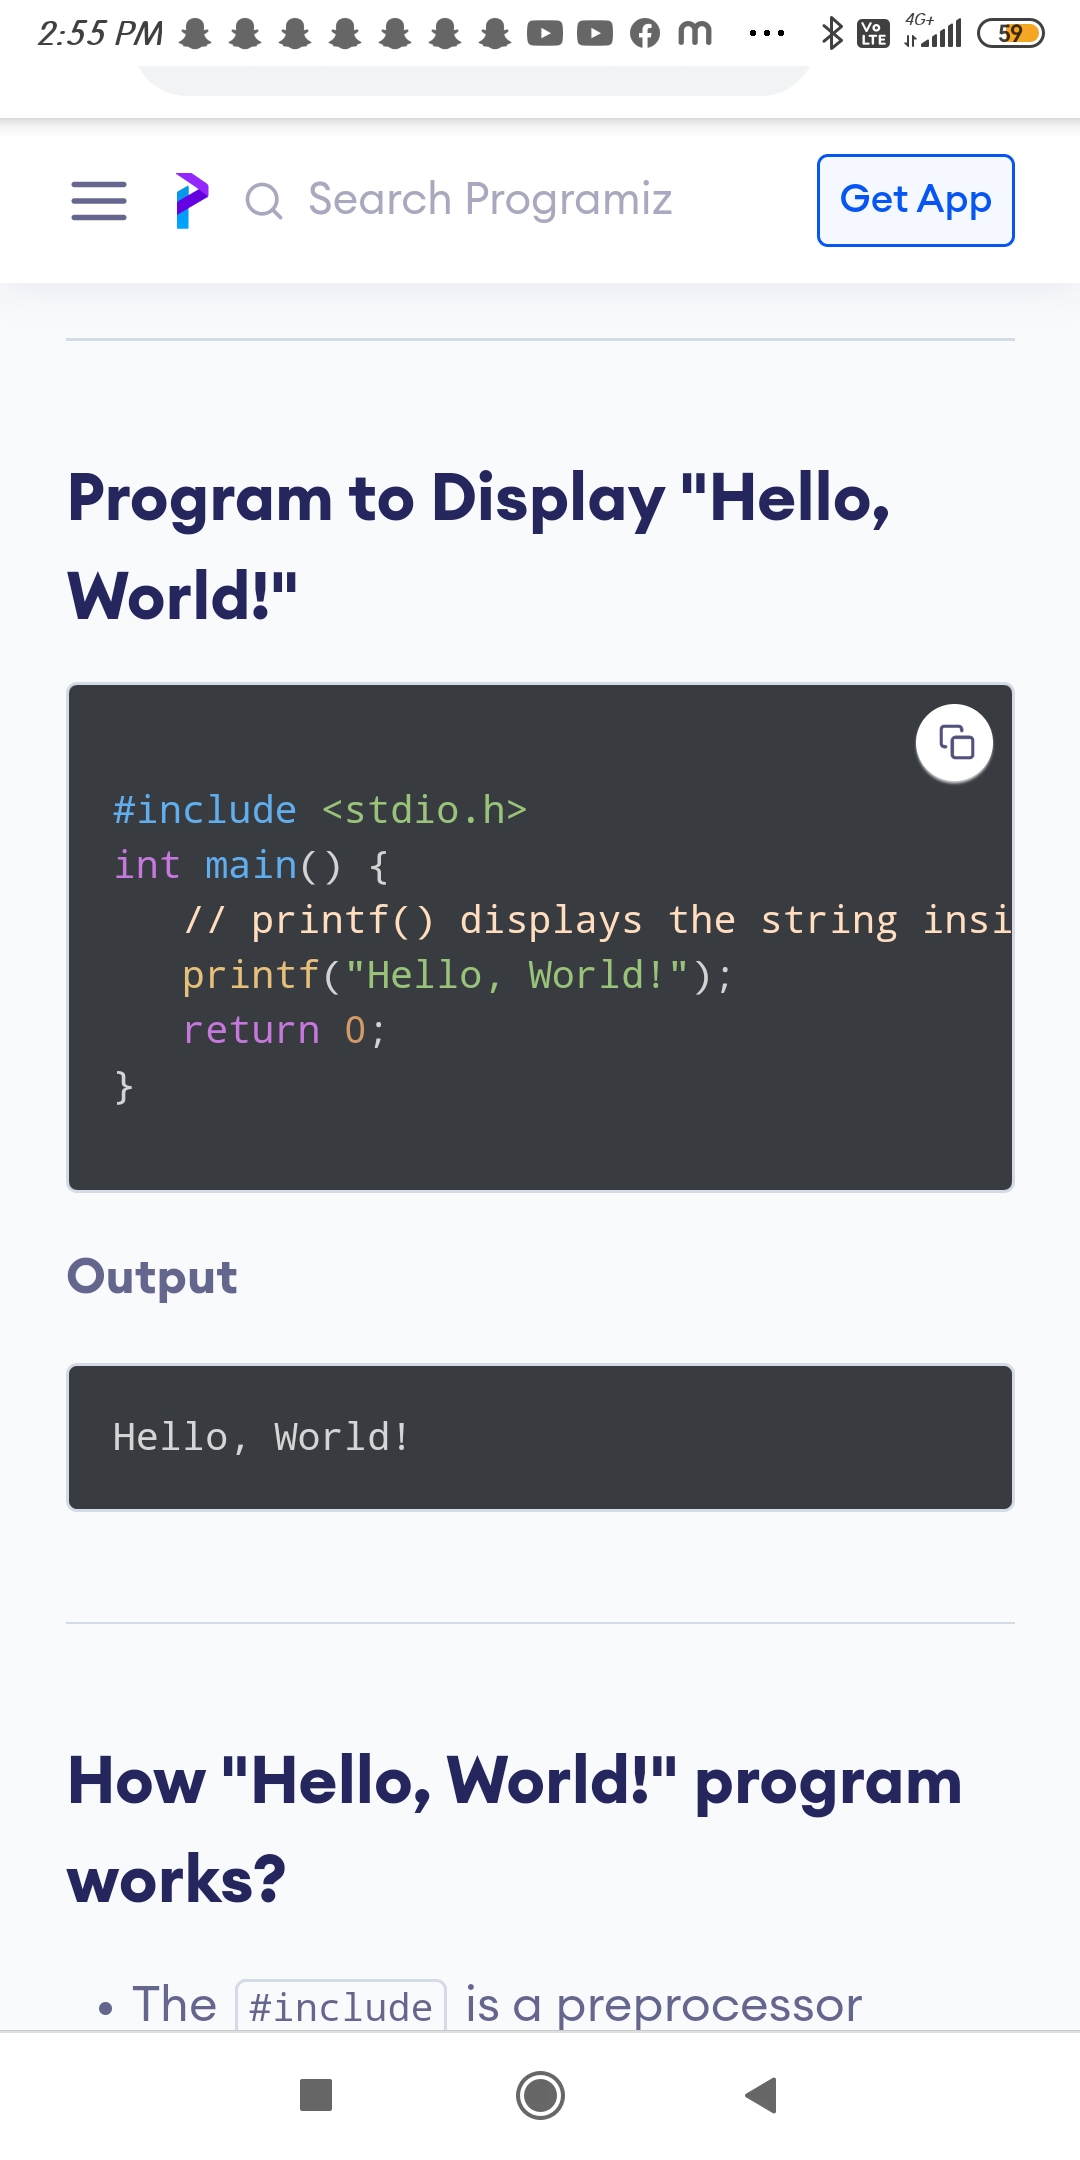 2:55 PM
4G+
Vo
LTE
59
Search Programiz
Get App
Program to Display "Hello,
World!"
#include <stdio.h>
int main() {
   // printf() displays the string insi
   printf("Hello, World!");
   return 0;
}
Output
Hello, World!
How "Hello, World!" program
works?
• The #include is a preprocessor